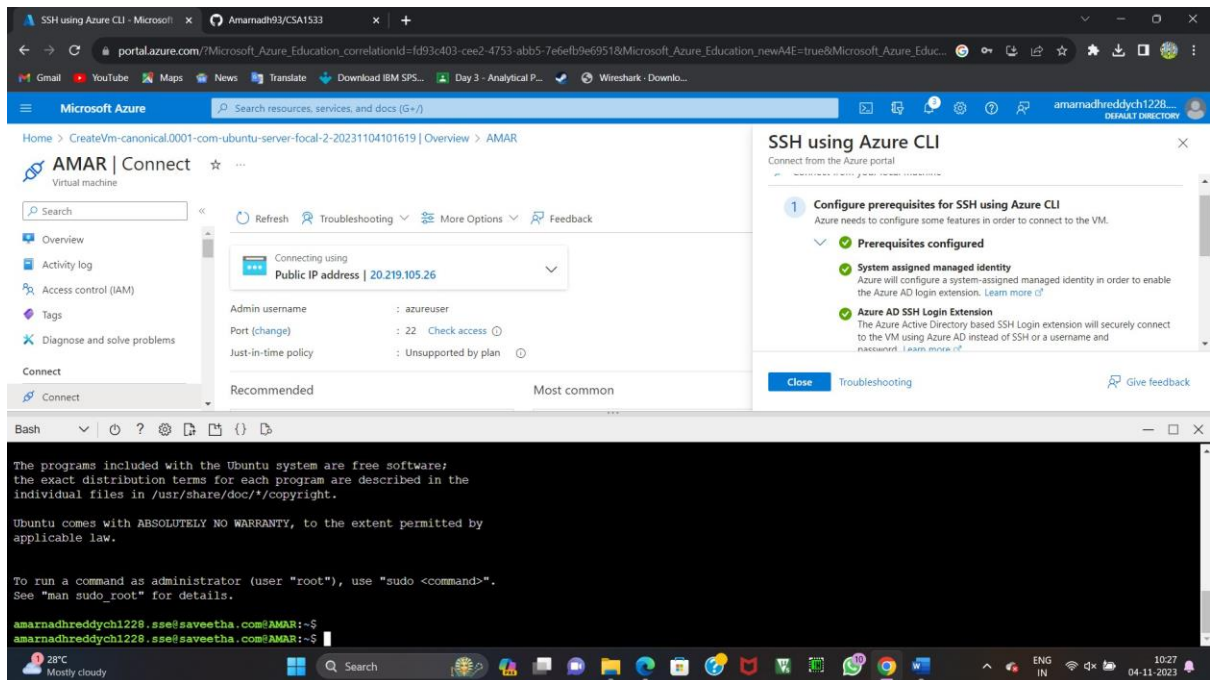 SSH using Azure CLI - Microsoft
Amarnadh93/CSA1533
portal.azure.com/?Microsoft_Azure_Education_correlationId=fd93c403-cee2-4753-abb5-7e6efb9e6951&Microsoft_Azure_Education_newA4E=true&Microsoft_Azure_Educ...
Gmail YouTube Maps News Translate Download IBM SPS... Day 3 - Analytical P... Wireshark · Downlo...
Microsoft Azure
Search resources, services, and docs (G+/)
3
amarnadhreddych1228....
DEFAULT DIRECTORY
Home > CreateVm-canonical.0001-com-ubuntu-server-focal-2-20231104101619 | Overview > AMAR
AMAR | Connect
Virtual machine
Search
Overview
Activity log
Access control (IAM)
Tags
Diagnose and solve problems
Connect
Connect
Refresh Troubleshooting More Options Feedback
Connecting using
Public IP address | 20.219.105.26
Admin username : azureuser
Port (change) : 22 Check access
Just-in-time policy : Unsupported by plan
Recommended Most common
SSH using Azure CLI
Connect from the Azure portal
Connect from your local machine
1 Configure prerequisites for SSH using Azure CLI
Azure needs to configure some features in order to connect to the VM.
Prerequisites configured
System assigned managed identity
Azure will configure a system-assigned managed identity in order to enable
the Azure AD login extension. Learn more
Azure AD SSH Login Extension
The Azure Active Directory based SSH Login extension will securely connect
to the VM using Azure AD instead of SSH or a username and
password. Learn more
Close Troubleshooting Give feedback
Bash
The programs included with the Ubuntu system are free software;
the exact distribution terms for each program are described in the
individual files in /usr/share/doc/*/copyright.
Ubuntu comes with ABSOLUTELY NO WARRANTY, to the extent permitted by
applicable law.
To run a command as administrator (user "root"), use "sudo <command>".
See "man sudo_root" for details.
amarnadhreddych1228.sse@saveetha.com@AMAR:~$
amarnadhreddych1228.sse@saveetha.com@AMAR:~$
1
28°C
Mostly cloudy
Search
10
ENG
IN
10:27
04-11-2023